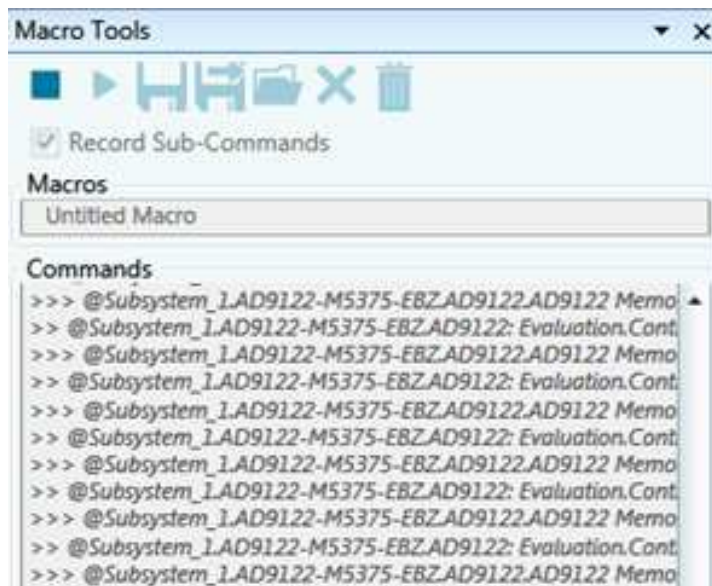 Macro Tools
Record Sub-Commands
Macros
Untitled Macro
Commands
>>> @Subsystem_1.AD9122-M5375-EBZ.AD9122.AD9122 Memo
>> @Subsystem_1.AD9122-M5375-EBZ.AD9122: Evaluation.Cont
>>> @Subsystem_1.AD9122-M5375-EBZ.AD9122.AD9122 Memo
>> @Subsystem_1.AD9122-M5375-EBZ.AD9122: Evaluation.Cont
>>> @Subsystem_1.AD9122-M5375-EBZ.AD9122.AD9122 Memo
>> @Subsystem_1.AD9122-M5375-EBZ.AD9122: Evaluation.Cont
>>> @Subsystem_1.AD9122-M5375-EBZ.AD9122.AD9122 Memo
>> @Subsystem_1.AD9122-M5375-EBZ.AD9122: Evaluation.Cont
>>> @Subsystem_1.AD9122-M5375-EBZ.AD9122.AD9122 Memo
>> @Subsystem_1.AD9122-M5375-EBZ.AD9122: Evaluation.Cont
>>> @Subsystem_1.AD9122-M5375-EBZ.AD9122.AD9122 Memo